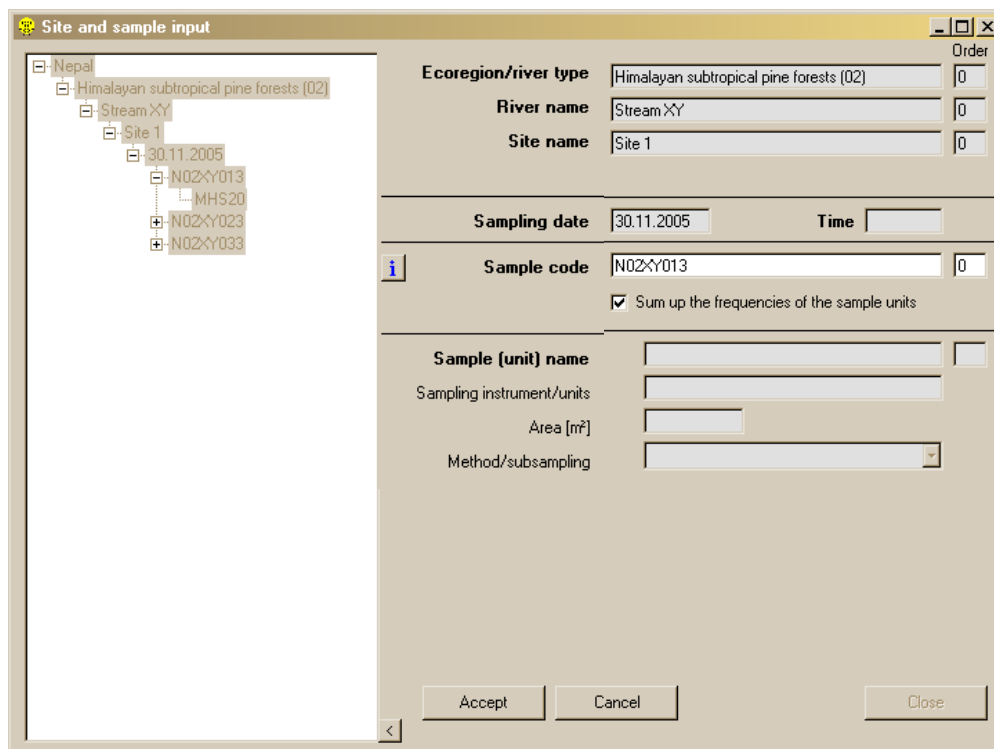 Site and sample input
Nepal
Himalayan subtropical pine forests (02)
Stream XY
Site 1
30.11.2005
N02XY013
MHS20
N02XY023
N02XY033
Order
Ecoregion/river type Himalayan subtropical pine forests (02) 0
River name Stream XY 0
Site name Site 1 0
Sampling date 30.11.2005 Time
i Sample code N02XY013 0
Sum up the frequencies of the sample units
Sample (unit) name
Sampling instrument/units
Area [m²]
Method/subsampling
Accept Cancel Close
<